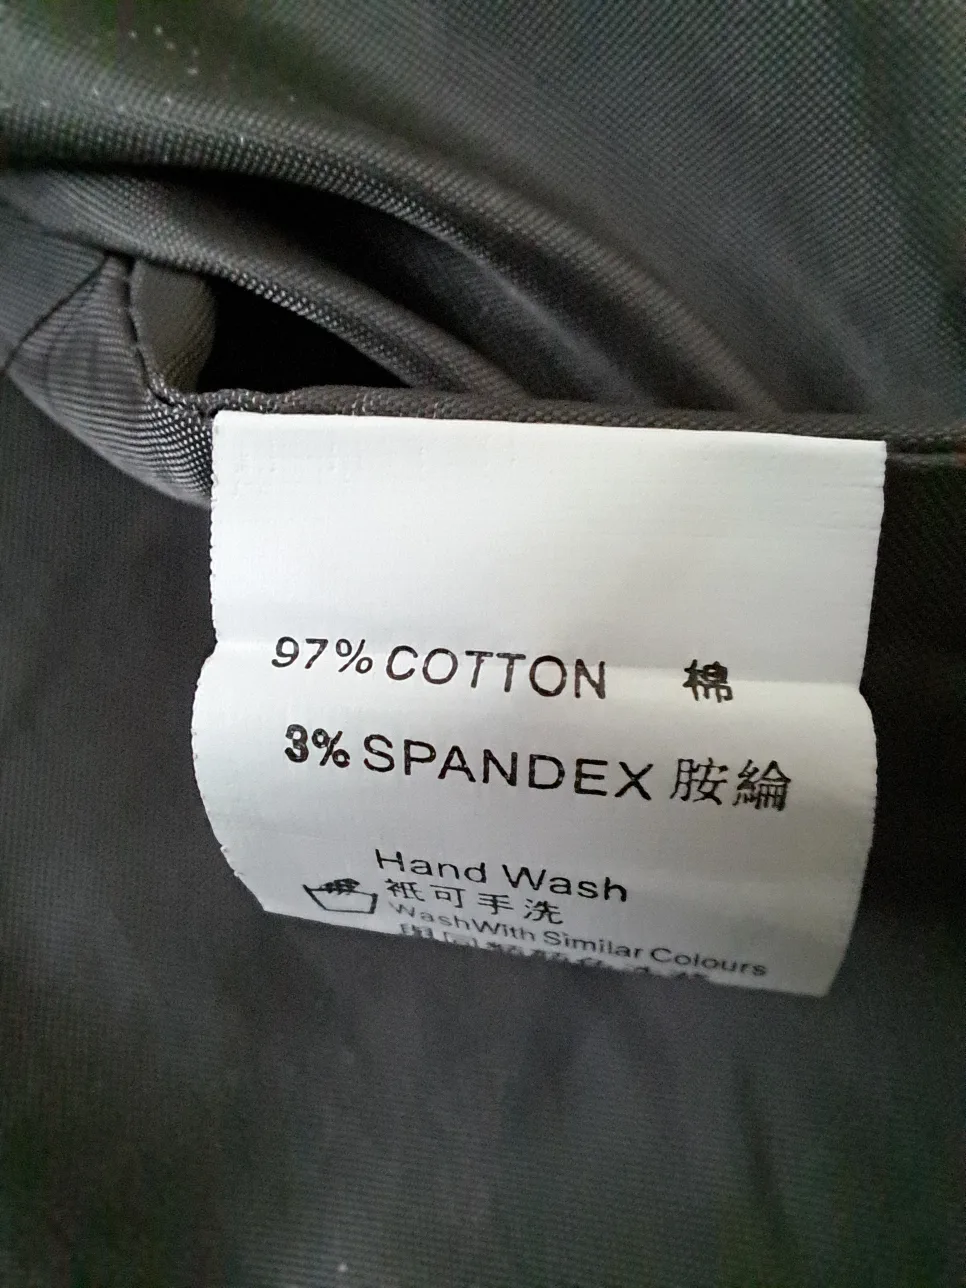 97% COTTON 棉
3% SPANDEX 胺綸
Hand Wash
祇可手洗
WashWith Similar Colours